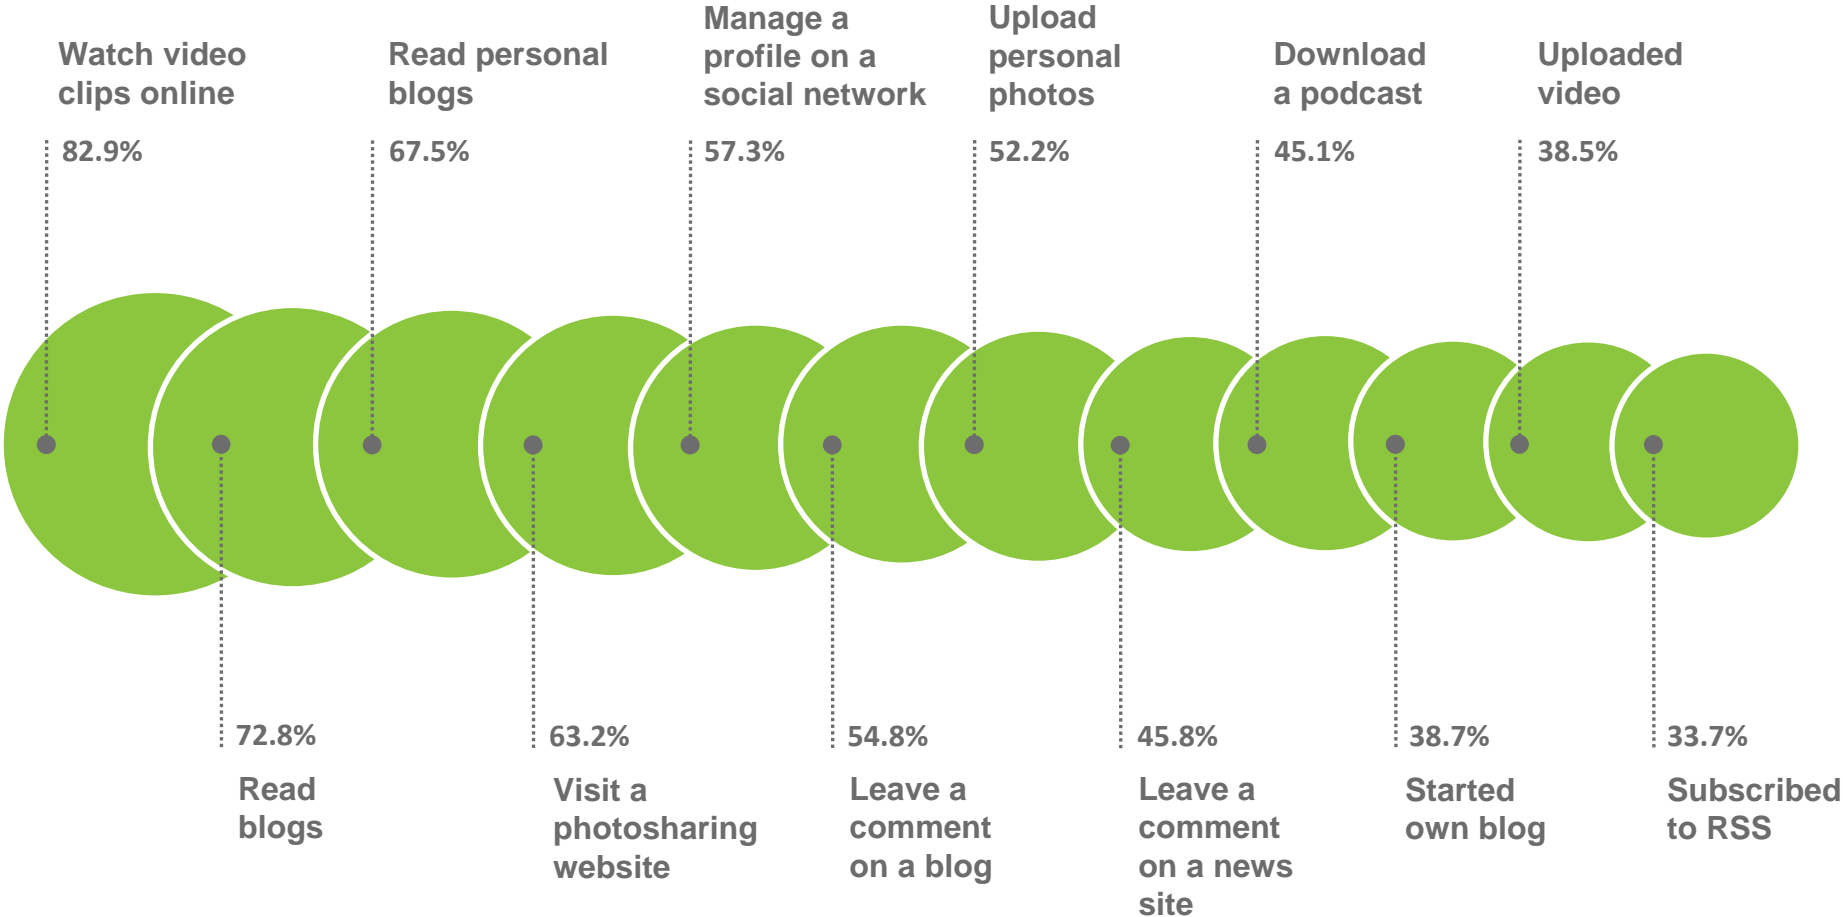 Watch video
clips online
82.9%
Read personal
blogs
67.5%
Manage a
profile on a
social network
57.3%
Upload
personal
photos
52.2%
Download
a podcast
45.1%
Uploaded
video
38.5%
72.8%
Read
blogs
63.2%
Visit a
photosharing
website
54.8%
Leave a
comment
on a blog
45.8%
Leave a
comment
on a news
site
38.7%
Started
own blog
33.7%
Subscribed
to RSS